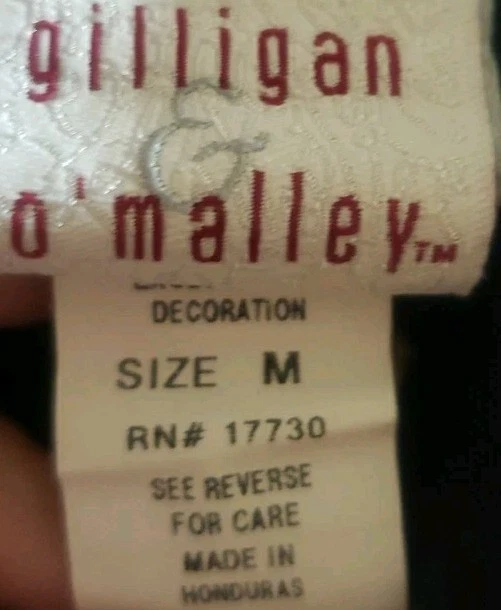 gilligan
&
o'malley™
DECORATION
SIZE M
RN# 17730
SEE REVERSE
FOR CARE
MADE IN
HONDURAS